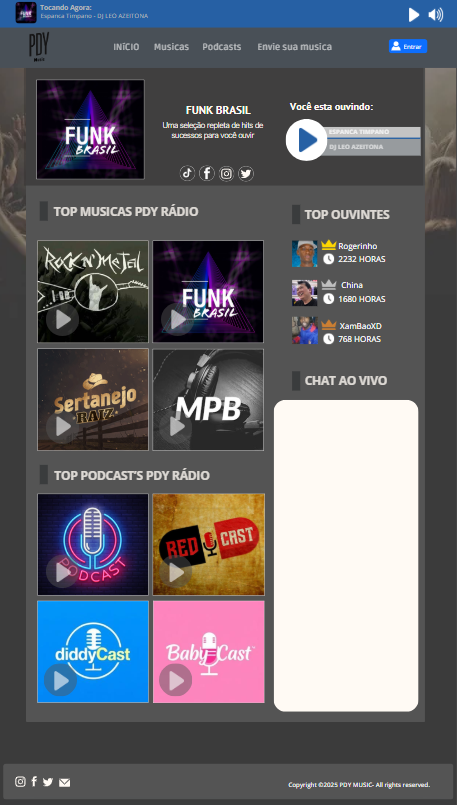 Tocando Agora:
Espanca Timpano - DJ LEO AZEITONA
PDY
Music
INíCIO
Musicas
Podcasts
Envie sua musica
Entrar
FUNK
BRASIL
FUNK BRASIL
Uma seleção repleta de hits de
sucessos para você ouvir
Você esta ouvindo:
ESPANCA TIMPANO
DJ LEO AZEITONA
TOP MUSICAS PDY RÁDIO
ROCK N' METAL
FUNK
BRASIL
Sertanejo
RAIZ
MPB
TOP OUVINTES
Rogerinho
2232 HORAS
China
1680 HORAS
XamBaoXD
768 HORAS
CHAT AO VIVO
TOP PODCAST'S PDY RÁDIO
PODCAST
RED CAST
diddyCast
BabyCast
Copyright ©2025 PDY MUSIC- All rights reserved.